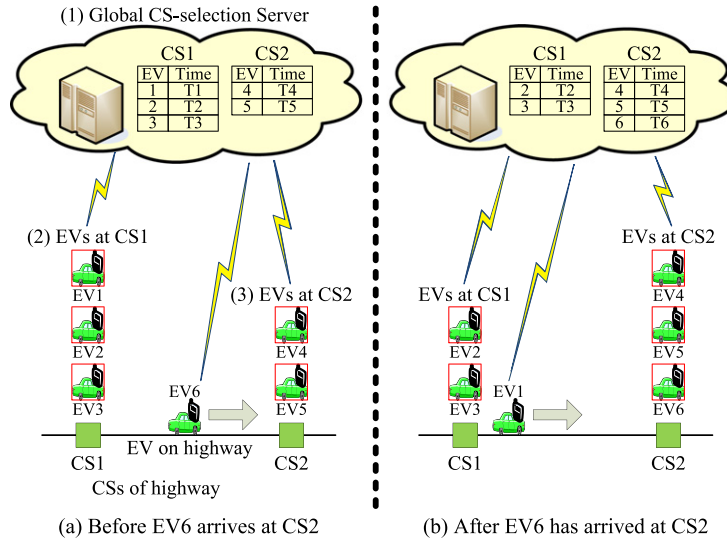 (1) Global CS-selection Server
CS1
EV Time
1 T1
2 T2
3 T3
CS2
EV Time
4 T4
5 T5
(2) EVs at CS1
EV1
EV2
EV3
(3) EVs at CS2
EV4
EV5
EV6
EV on highway
CS1
CS2
CSs of highway
(a) Before EV6 arrives at CS2
CS1
EV Time
2 T2
3 T3
CS2
EV Time
4 T4
5 T5
6 T6
EVs at CS1
EV2
EV3
EV1
EVs at CS2
EV4
EV5
EV6
CS1
CS2
(b) After EV6 has arrived at CS2